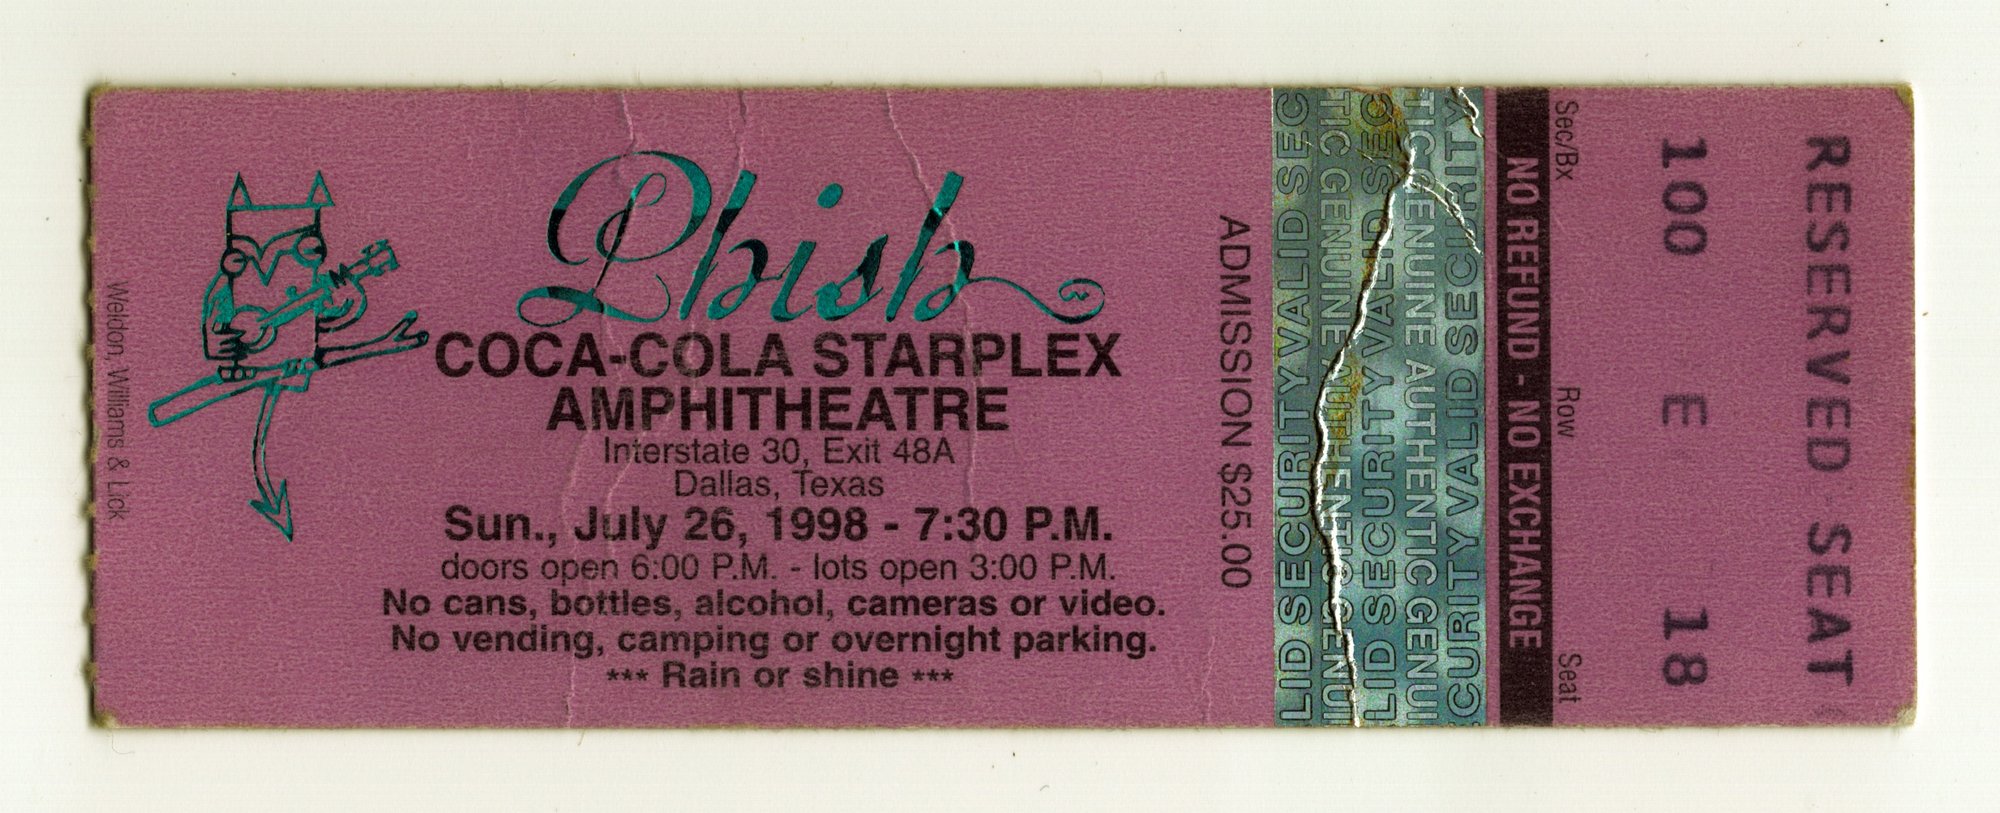 Phish
COCA-COLA STARPLEX
AMPHITHEATRE
Interstate 30, Exit 48A
Dallas, Texas
Sun., July 26, 1998 - 7:30 P.M.
doors open 6:00 P.M. - lots open 3:00 P.M.
No cans, bottles, alcohol, cameras or video.
No vending, camping or overnight parking.
*** Rain or shine ***
Weldon, Williams & Lick
ADMISSION $25.00
LID SECURITY VALID SEC
GENUINE AUTHENTIC GENUINE
LID SECURITY VALID SEC
GENUINE AUTHENTIC GENUINE
CURITY VALID SECURITY
NO REFUND - NO EXCHANGE
Sec/Bx Row Seat
100 E 18
RESERVED SEAT